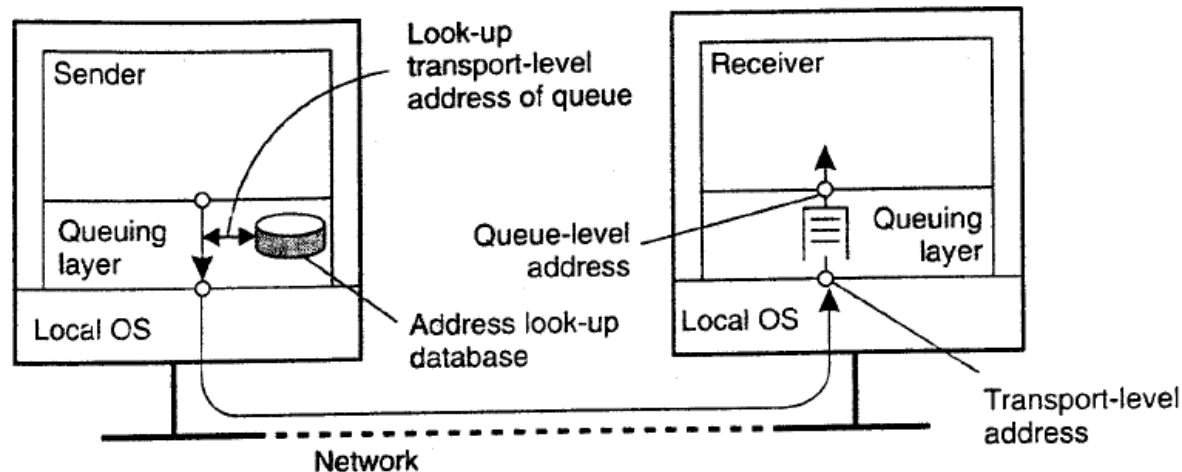 Sender
Look-up
transport-level
address of queue
Receiver
Queuing
layer
Queue-level
address
Queuing
layer
Local OS
Address look-up
database
Local OS
Transport-level
address
Network